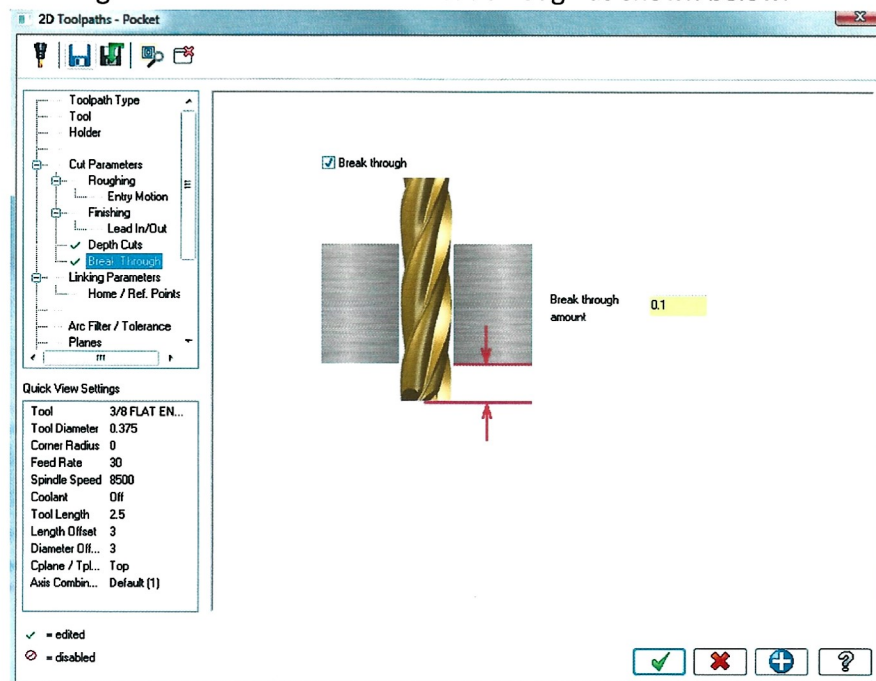 2D Toolpaths - Pocket
Toolpath Type
Tool
Holder
Cut Parameters
Roughing
Entry Motion
Finishing
Lead In/Out
Depth Cuts
Break Through
Linking Parameters
Home / Ref. Points
Arc Filter / Tolerance
Planes
Break through
Break through
amount
0.1
Quick View Settings
Tool 3/8 FLAT EN...
Tool Diameter 0.375
Corner Radius 0
Feed Rate 30
Spindle Speed 8500
Coolant Off
Tool Length 2.5
Length Offset 3
Diameter Off... 3
Cplane / Tpl... Top
Axis Combin... Default (1)
✓ = edited
⊘ = disabled